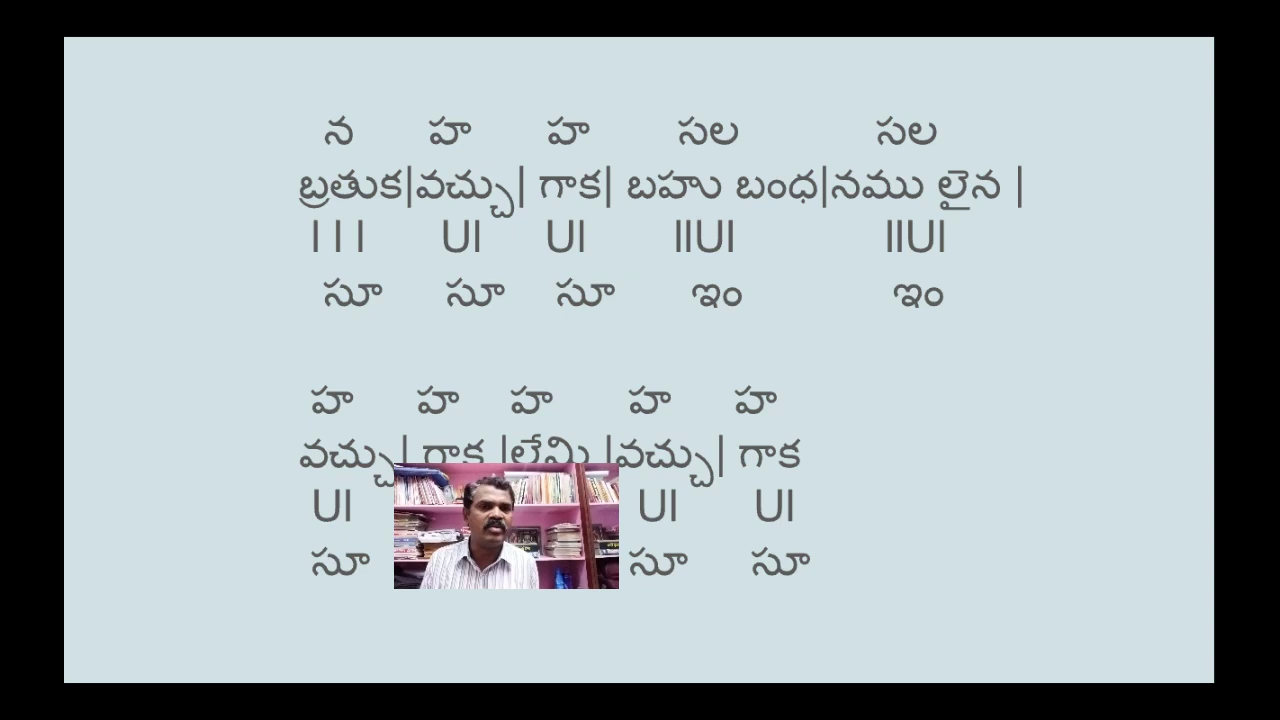 న హ హ సల సల
బ్రతుక|వచ్చు| గాక| బహు బంధ|నము లైన |
I I I UI UI IIUI IIUI
సూ సూ సూ ఇం ఇం
హ హ హ హ హ
వచ్చు| గాక |లేమి |వచ్చు| గాక
UI UI UI
సూ సూ సూ